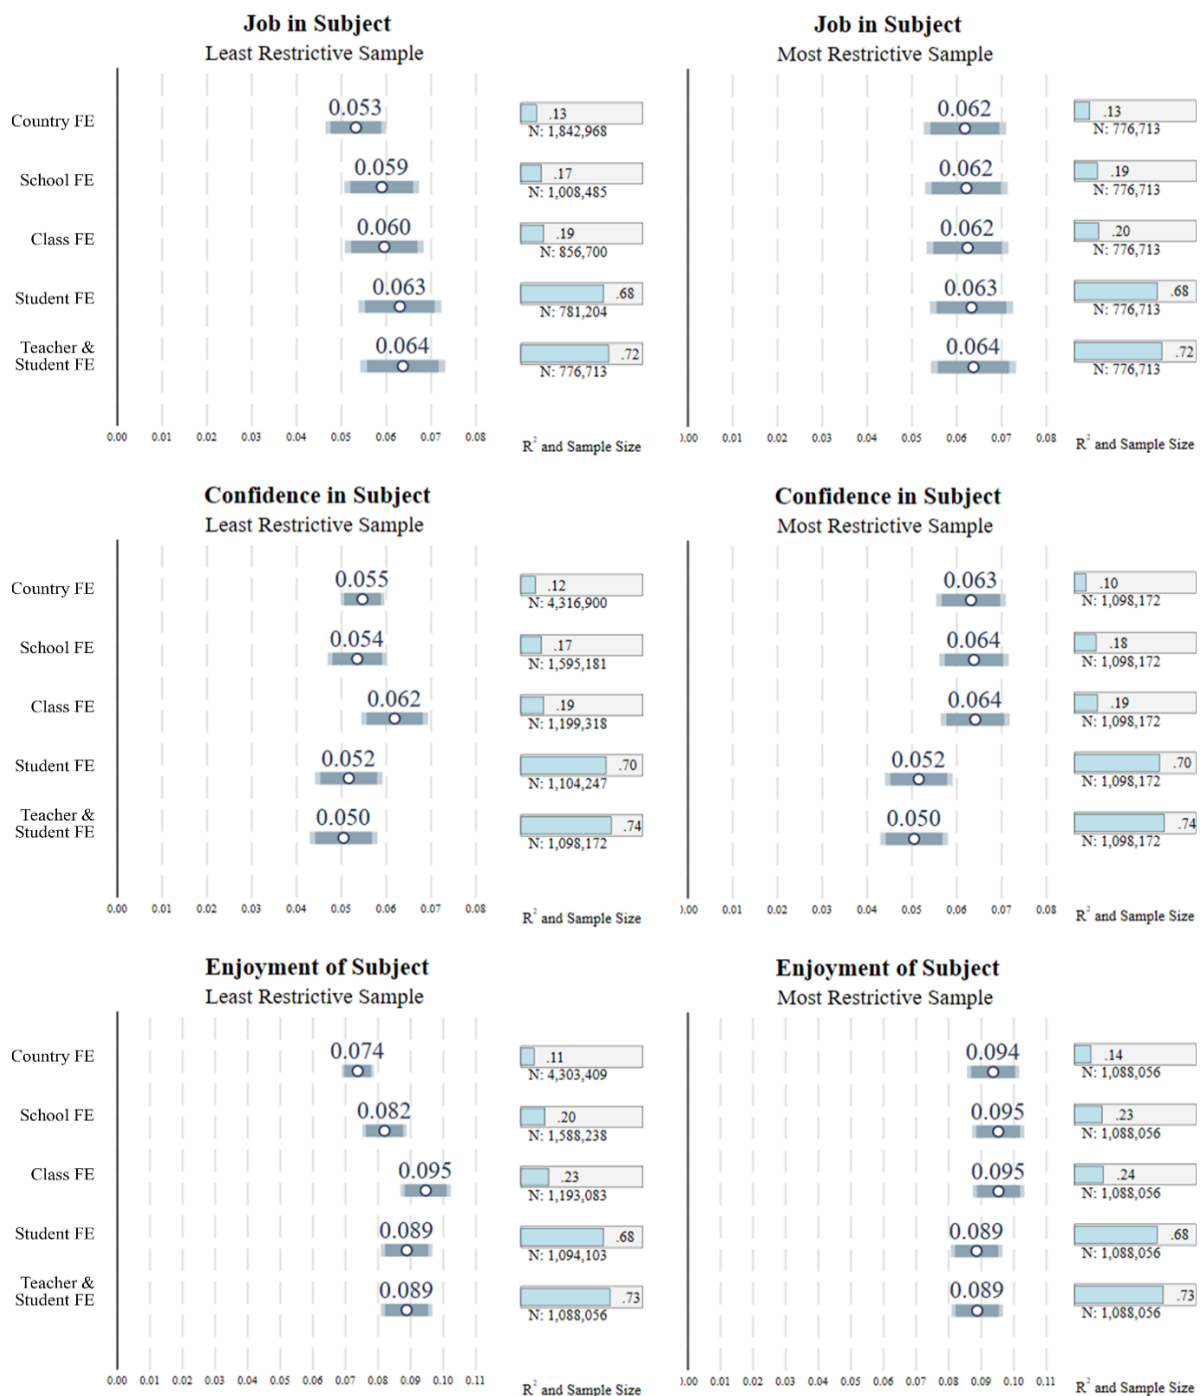 Job in Subject
Least Restrictive Sample
Country FE
0.053
.13
N: 1,842,968
School FE
0.059
.17
N: 1,008,485
Class FE
0.060
.19
N: 856,700
Student FE
0.063
.68
N: 781,204
Teacher &
Student FE
0.064
.72
N: 776,713
0.00 0.01 0.02 0.03 0.04 0.05 0.06 0.07 0.08
R² and Sample Size
Job in Subject
Most Restrictive Sample
0.062
.13
N: 776,713
0.062
.19
N: 776,713
0.062
.20
N: 776,713
0.063
.68
N: 776,713
0.064
.72
N: 776,713
0.00 0.01 0.02 0.03 0.04 0.05 0.06 0.07 0.08
R² and Sample Size
Confidence in Subject
Least Restrictive Sample
Country FE
0.055
.12
N: 4,316,900
School FE
0.054
.17
N: 1,595,181
Class FE
0.062
.19
N: 1,199,318
Student FE
0.052
.70
N: 1,104,247
Teacher &
Student FE
0.050
.74
N: 1,098,172
0.00 0.01 0.02 0.03 0.04 0.05 0.06 0.07 0.08
R² and Sample Size
Confidence in Subject
Most Restrictive Sample
0.063
.10
N: 1,098,172
0.064
.18
N: 1,098,172
0.064
.19
N: 1,098,172
0.052
.70
N: 1,098,172
0.050
.74
N: 1,098,172
0.00 0.01 0.02 0.03 0.04 0.05 0.06 0.07 0.08
R² and Sample Size
Enjoyment of Subject
Least Restrictive Sample
Country FE
0.074
.11
N: 4,303,409
School FE
0.082
.20
N: 1,588,238
Class FE
0.095
.23
N: 1,193,083
Student FE
0.089
.68
N: 1,094,103
Teacher &
Student FE
0.089
.73
N: 1,088,056
0.00 0.01 0.02 0.03 0.04 0.05 0.06 0.07 0.08 0.09 0.10 0.11
R² and Sample Size
Enjoyment of Subject
Most Restrictive Sample
0.094
.14
N: 1,088,056
0.095
.23
N: 1,088,056
0.095
.24
N: 1,088,056
0.089
.68
N: 1,088,056
0.089
.73
N: 1,088,056
0.00 0.01 0.02 0.03 0.04 0.05 0.06 0.07 0.08 0.09 0.10 0.11
R² and Sample Size